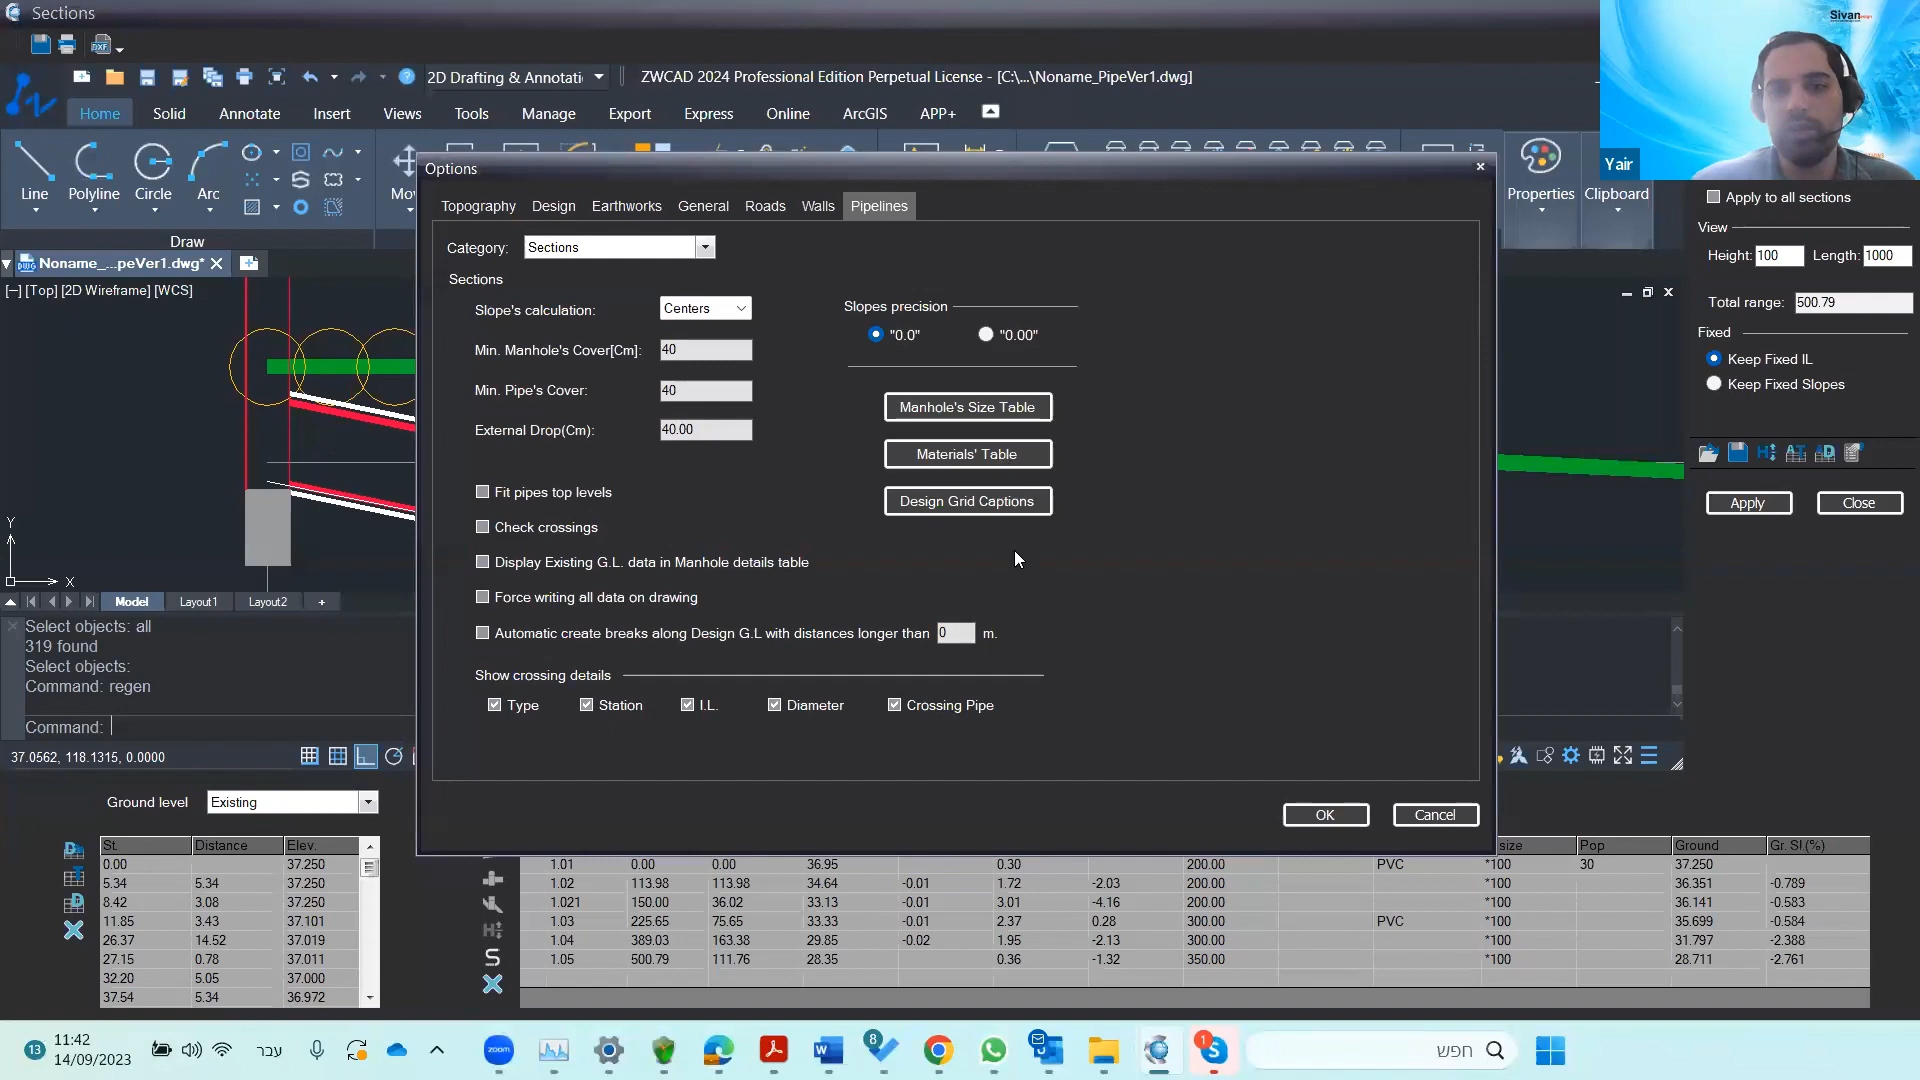 Sections
Sivan
DXF
2D Drafting & Annotati
ZWCAD 2024 Professional Edition Perpetual License - [C:\...\Noname_PipeVer1.dwg]
Home Solid Annotate Insert Views Tools Manage Export Express Online ArcGIS APP+
Line Polyline Circle Arc Mov
Properties Clipboard
Draw
Noname_...peVer1.dwg*
[−] [Top] [2D Wireframe] [WCS]
Y
X
Model Layout1 Layout2 +
Select objects: all
319 found
Select objects:
Command: regen
Command:
37.0562, 118.1315, 0.0000
Options
Topography Design Earthworks General Roads Walls Pipelines
Category: Sections
Sections
Slope's calculation: Centers
Min. Manhole's Cover[Cm]: 40
Min. Pipe's Cover: 40
External Drop(Cm): 40.00
Slopes precision
"0.0" "0.00"
Manhole's Size Table
Materials' Table
Design Grid Captions
Fit pipes top levels
Check crossings
Display Existing G.L. data in Manhole details table
Force writing all data on drawing
Automatic create breaks along Design G.L with distances longer than 0 m.
Show crossing details
Type Station I.L. Diameter Crossing Pipe
OK Cancel
Yair
Apply to all sections
View
Height: 100 Length: 1000
Total range: 500.79
Fixed
Keep Fixed IL
Keep Fixed Slopes
Apply Close
Ground level Existing
St. Distance Elev.
0.00 37.250
5.34 5.34 37.250
8.42 3.08 37.250
11.85 3.43 37.101
26.37 14.52 37.019
27.15 0.78 37.011
32.20 5.05 37.000
37.54 5.34 36.972
size Pop Ground Gr. Sl.(%)
1.01 0.00 0.00 36.95 0.30 200.00 PVC *100 30 37.250
1.02 113.98 113.98 34.64 -0.01 1.72 -2.03 200.00 *100 36.351 -0.789
1.021 150.00 36.02 33.13 -0.01 3.01 -4.16 200.00 *100 36.141 -0.583
1.03 225.65 75.65 33.33 -0.01 2.37 0.28 300.00 PVC *100 35.699 -0.584
1.04 389.03 163.38 29.85 -0.02 1.95 -2.13 300.00 *100 31.797 -2.388
1.05 500.79 111.76 28.35 0.36 -1.32 350.00 *100 28.711 -2.761
13
11:42
14/09/2023
עבר
zoom
8
1
חפש